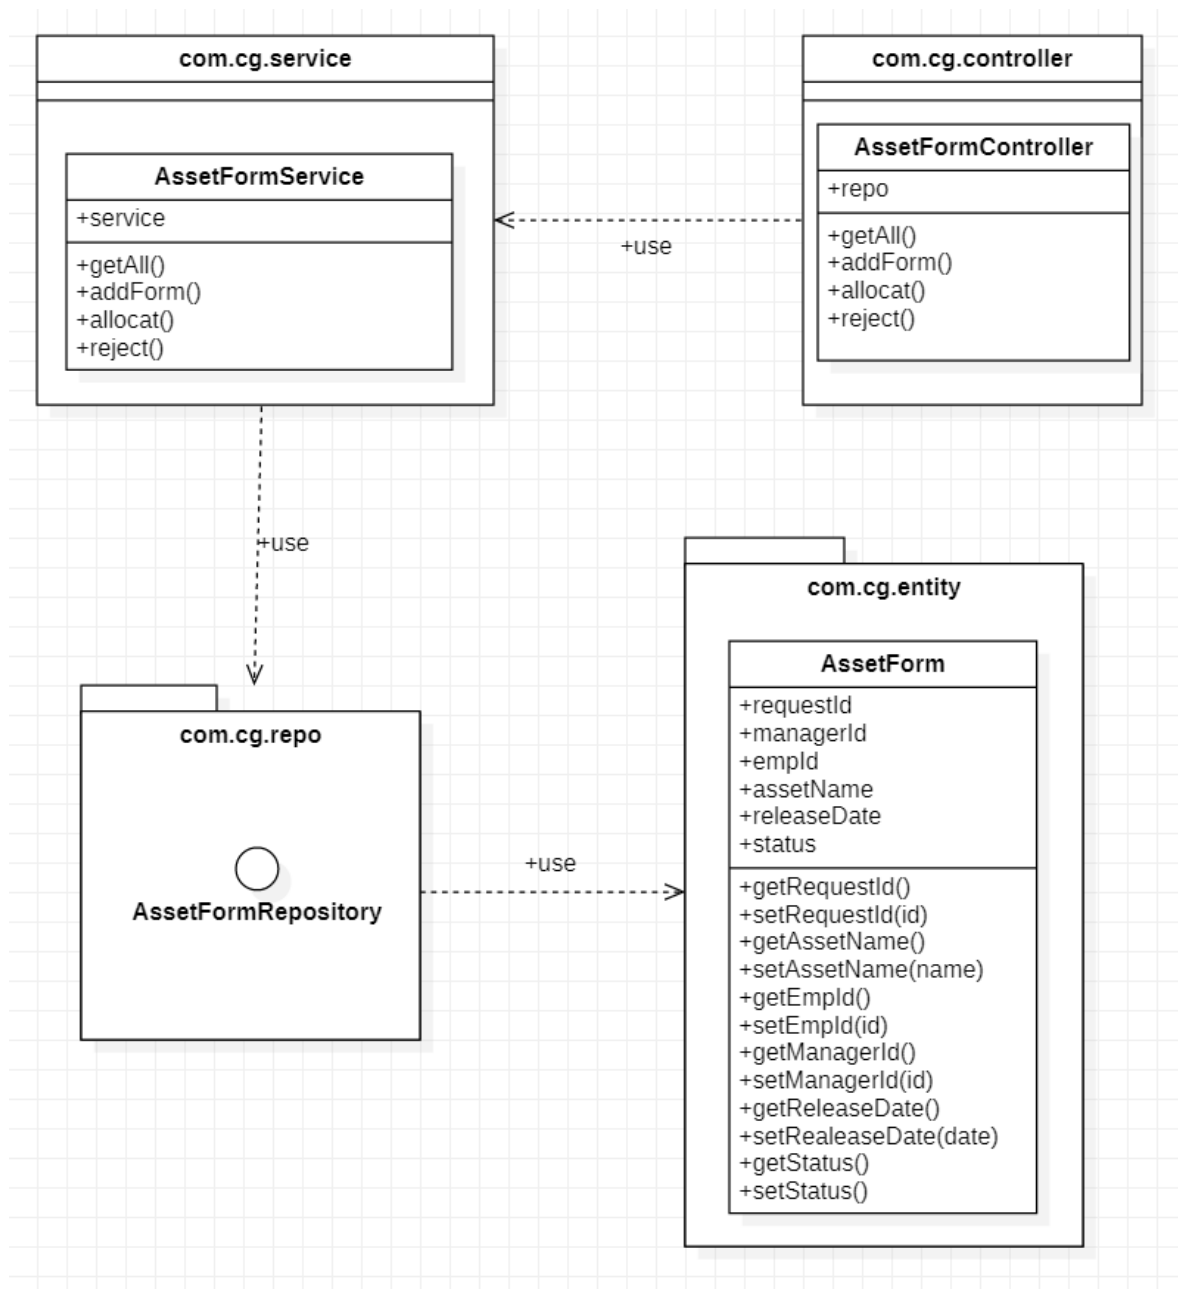 com.cg.service
AssetFormService
+service
+getAll()
+addForm()
+allocat()
+reject()
+use
com.cg.controller
AssetFormController
+repo
+getAll()
+addForm()
+allocat()
+reject()
+use
com.cg.repo
AssetFormRepository
+use
com.cg.entity
AssetForm
+requestId
+managerId
+empId
+assetName
+releaseDate
+status
+getRequestId()
+setRequestId(id)
+getAssetName()
+setAssetName(name)
+getEmpId()
+setEmpId(id)
+getManagerId()
+setManagerId(id)
+getReleaseDate()
+setRealeaseDate(date)
+getStatus()
+setStatus()